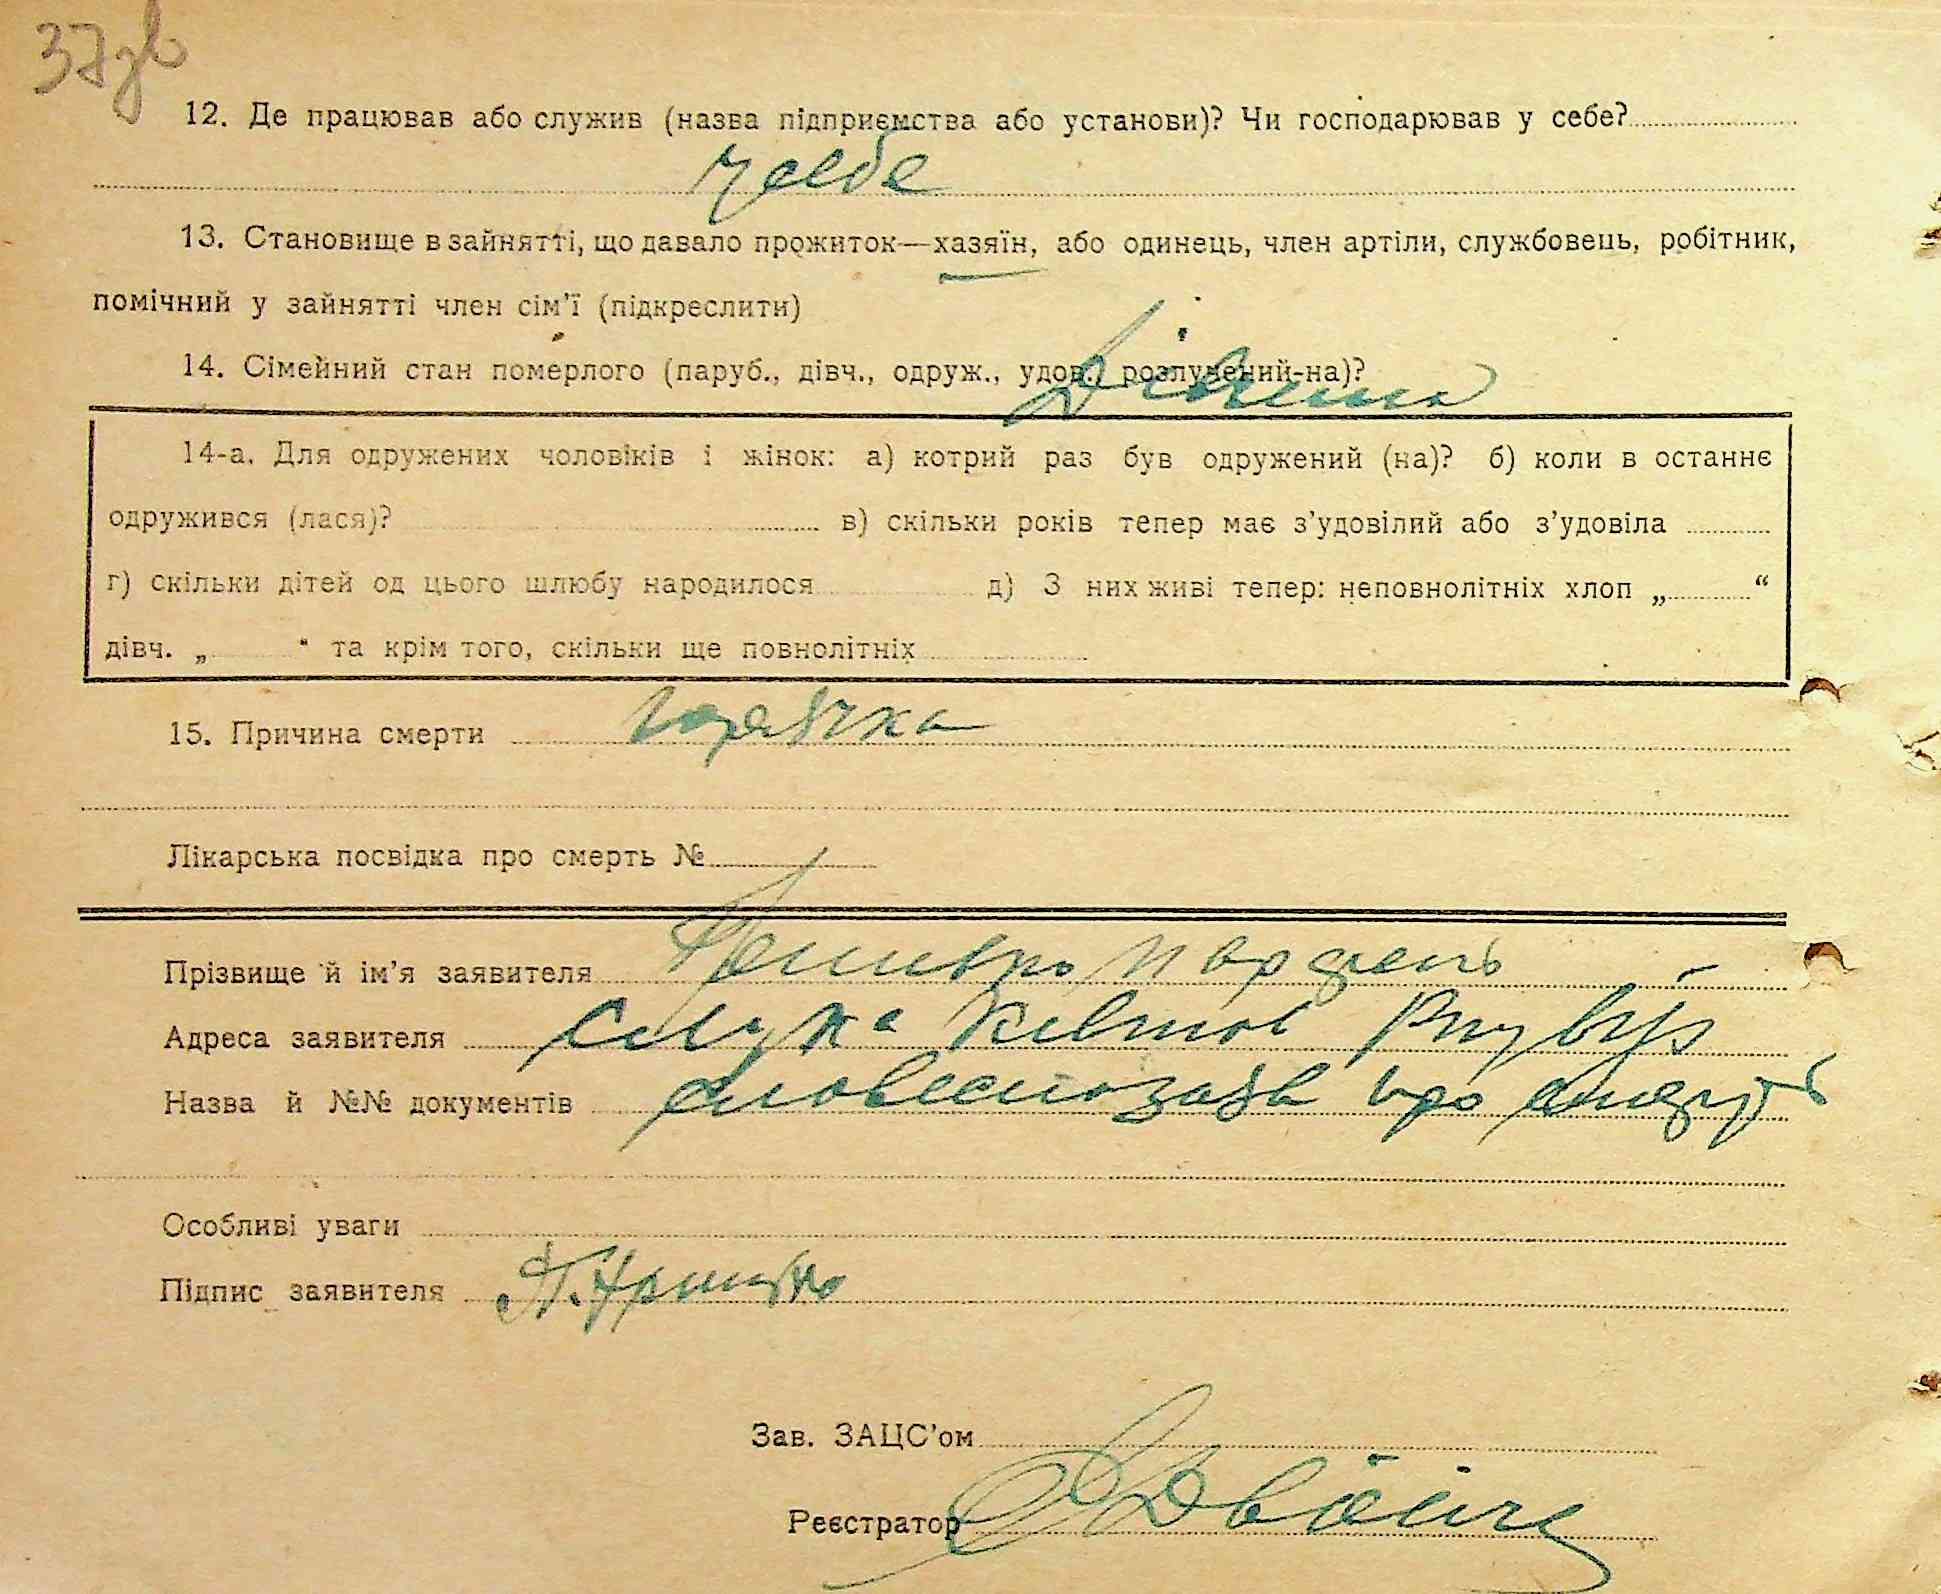 37зв
12. Де працював або служив (назва підприємства або установи)? Чи господарював у себе?
у себе
13. Становище в зайнятті, що давало прожиток—хазяїн, або одинець, член артіли, службовець, робітник,
помічний у зайнятті член сім'ї (підкреслити)
14. Сімейний стан померлого (паруб., дівч., одруж., удов., розлучений-на)?
Дівчина
14-а. Для одружених чоловіків і жінок: а) котрий раз був одружений (на)? б) коли в останнє
одружився (лася)? в) скільки років тепер має з'удовілий або з'удовіла
г) скільки дітей од цього шлюбу народилося д) З них живі тепер: неповнолітніх хлоп „ “
дівч. „ “ та крім того, скільки ще повнолітніх
15. Причина смерти горячка
Лікарська посвідка про смерть №
Прізвище й ім'я заявителя
Адреса заявителя
Назва й №№ документів про смерть
Особливі уваги
Підпис заявителя
Зав. ЗАЦС'ом
Реєстратор